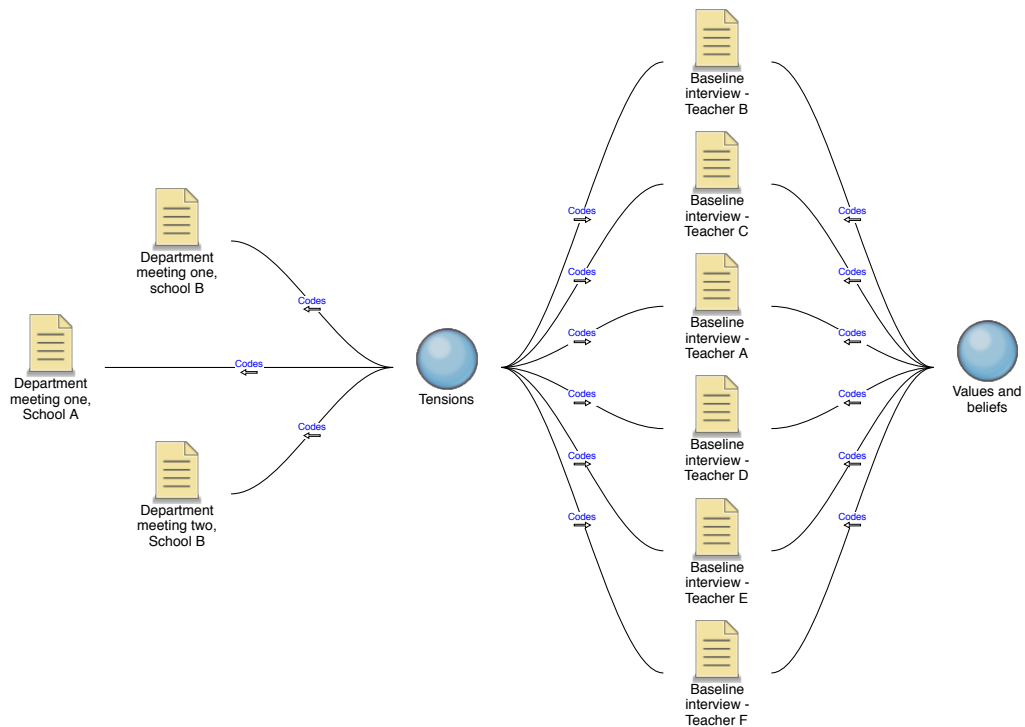 Baseline
interview -
Teacher B
Codes
Codes
Baseline
interview -
Teacher C
Department
meeting one,
school B
Codes
Codes
Codes
Baseline
interview -
Teacher A
Codes
Codes
Codes
Department
meeting one,
School A
Codes
Tensions
Values and
beliefs
Codes
Codes
Baseline
interview -
Teacher D
Codes
Department
meeting two,
School B
Codes
Codes
Baseline
interview -
Teacher E
Codes
Codes
Baseline
interview -
Teacher F